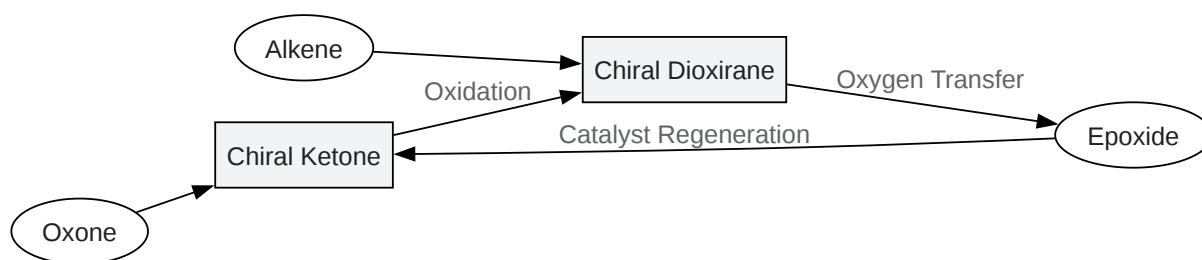 Alkene
Chiral Dioxirane
Oxygen Transfer
Oxidation
Catalyst Regeneration
Epoxide
Chiral Ketone
Oxone